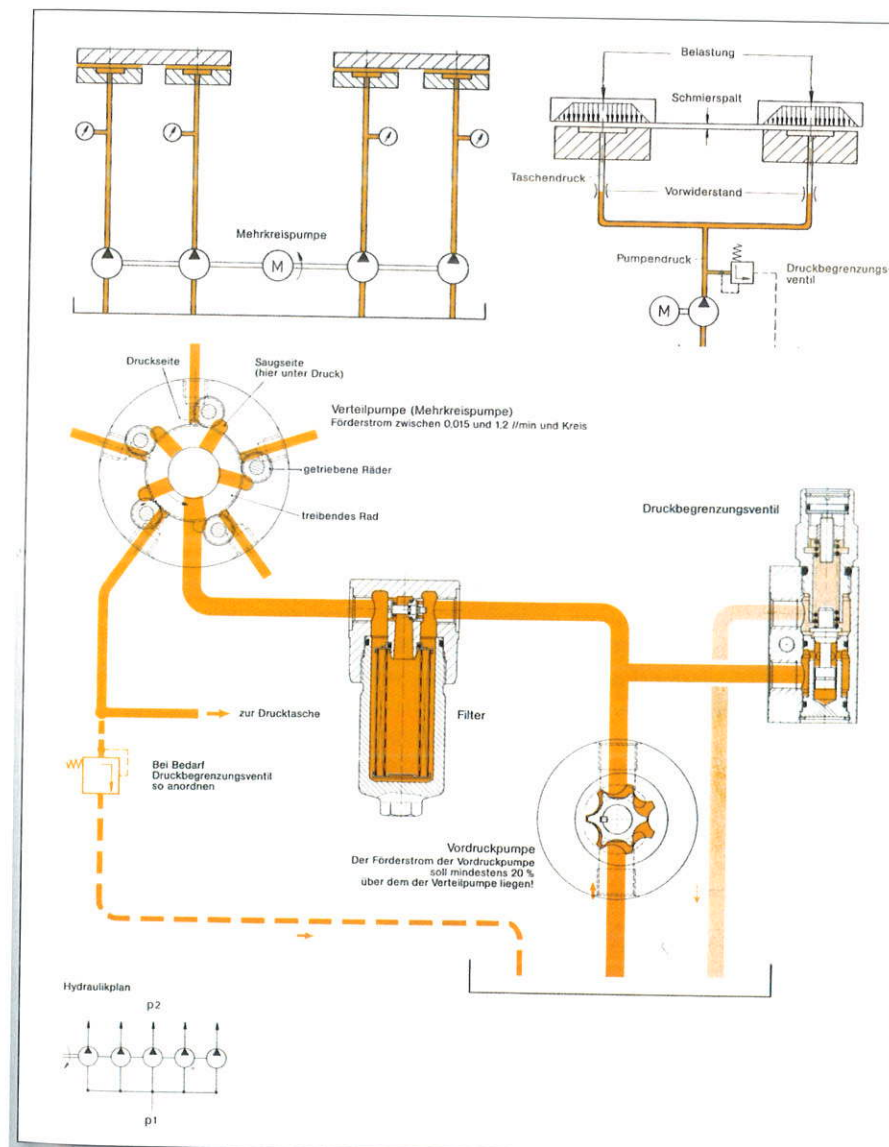 Belastung
Schmierspalt
Taschendruck
Vorwiderstand
Mehrkreispumpe
M
Pumpendruck
Druckbegrenzungs-
ventil
M
Druckseite
Saugseite
(hier unter Druck)
Verteilpumpe (Mehrkreispumpe)
Förderstrom zwischen 0,015 und 1,2 l/min und Kreis
getriebene Räder
treibendes Rad
Druckbegrenzungsventil
zur Drucktasche
Filter
Bei Bedarf
Druckbegrenzungsventil
so anordnen
Vordruckpumpe
Der Förderstrom der Vordruckpumpe
soll mindestens 20 %
über dem der Verteilpumpe liegen!
Hydraulikplan
p2
p1